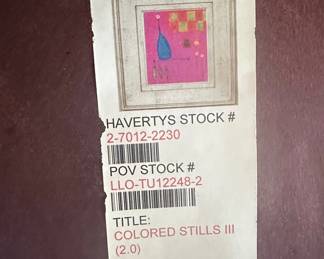 HAVERTYS STOCK #
2-7012-2230
POV STOCK #
LLO-TU12248-2
TITLE:
COLORED STILLS III
(2.0)